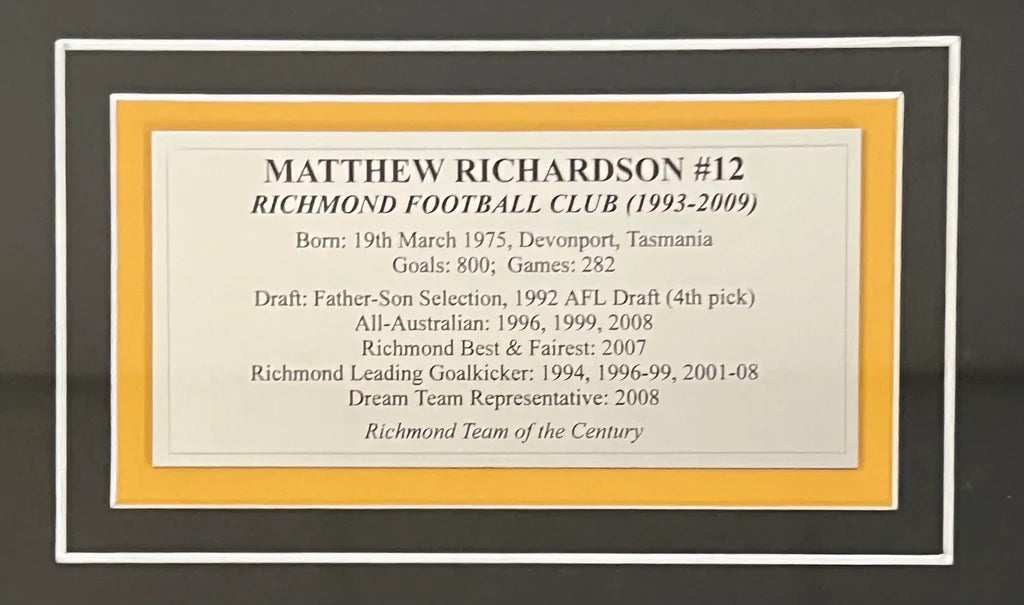 MATTHEW RICHARDSON #12
RICHMOND FOOTBALL CLUB (1993-2009)
Born: 19th March 1975, Devonport, Tasmania
Goals: 800; Games: 282
Draft: Father-Son Selection, 1992 AFL Draft (4th pick)
All-Australian: 1996, 1999, 2008
Richmond Best & Fairest: 2007
Richmond Leading Goalkicker: 1994, 1996-99, 2001-08
Dream Team Representative: 2008
Richmond Team of the Century